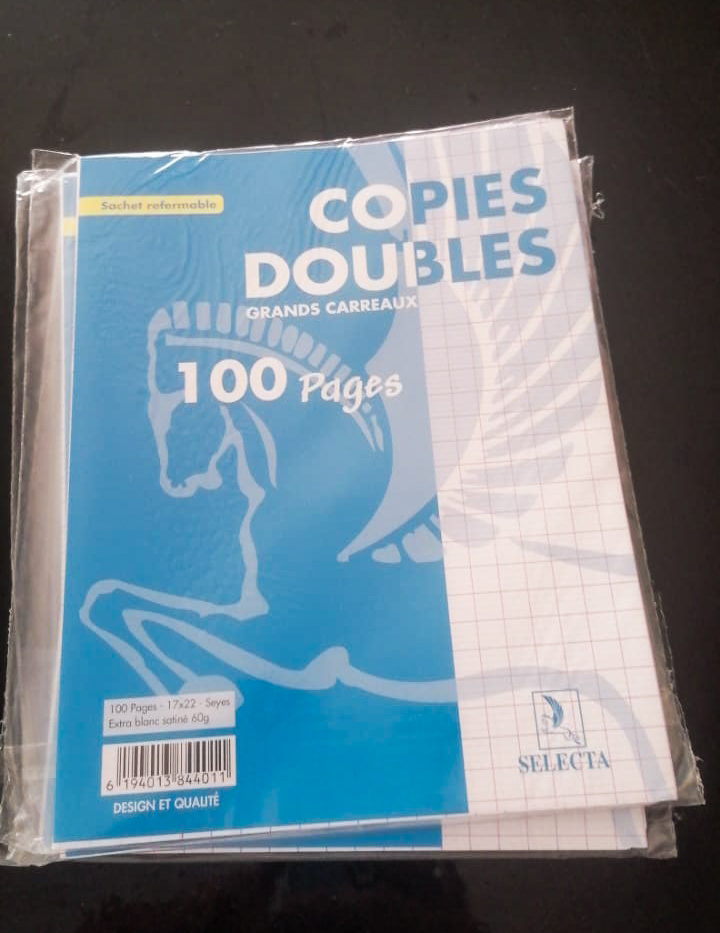 Sachet refermable
COPIES
DOUBLES
GRANDS CARREAUX
100 Pages
100 Pages - 17x22 - Seyes
Extra blanc satiné 60g
6 194013 844011
DESIGN ET QUALITÉ
SELECTA